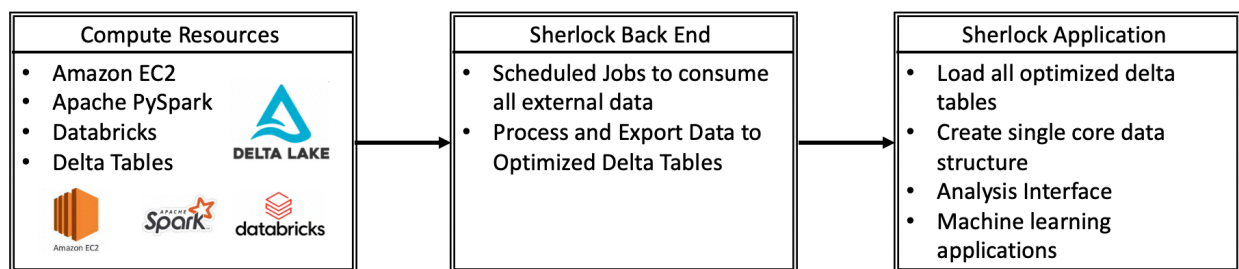 Compute Resources
• Amazon EC2
• Apache PySpark
• Databricks
• Delta Tables
DELTA LAKE
Amazon EC2
APACHE
Spark
databricks
Sherlock Back End
• Scheduled Jobs to consume
all external data
• Process and Export Data to
Optimized Delta Tables
Sherlock Application
• Load all optimized delta
tables
• Create single core data
structure
• Analysis Interface
• Machine learning
applications